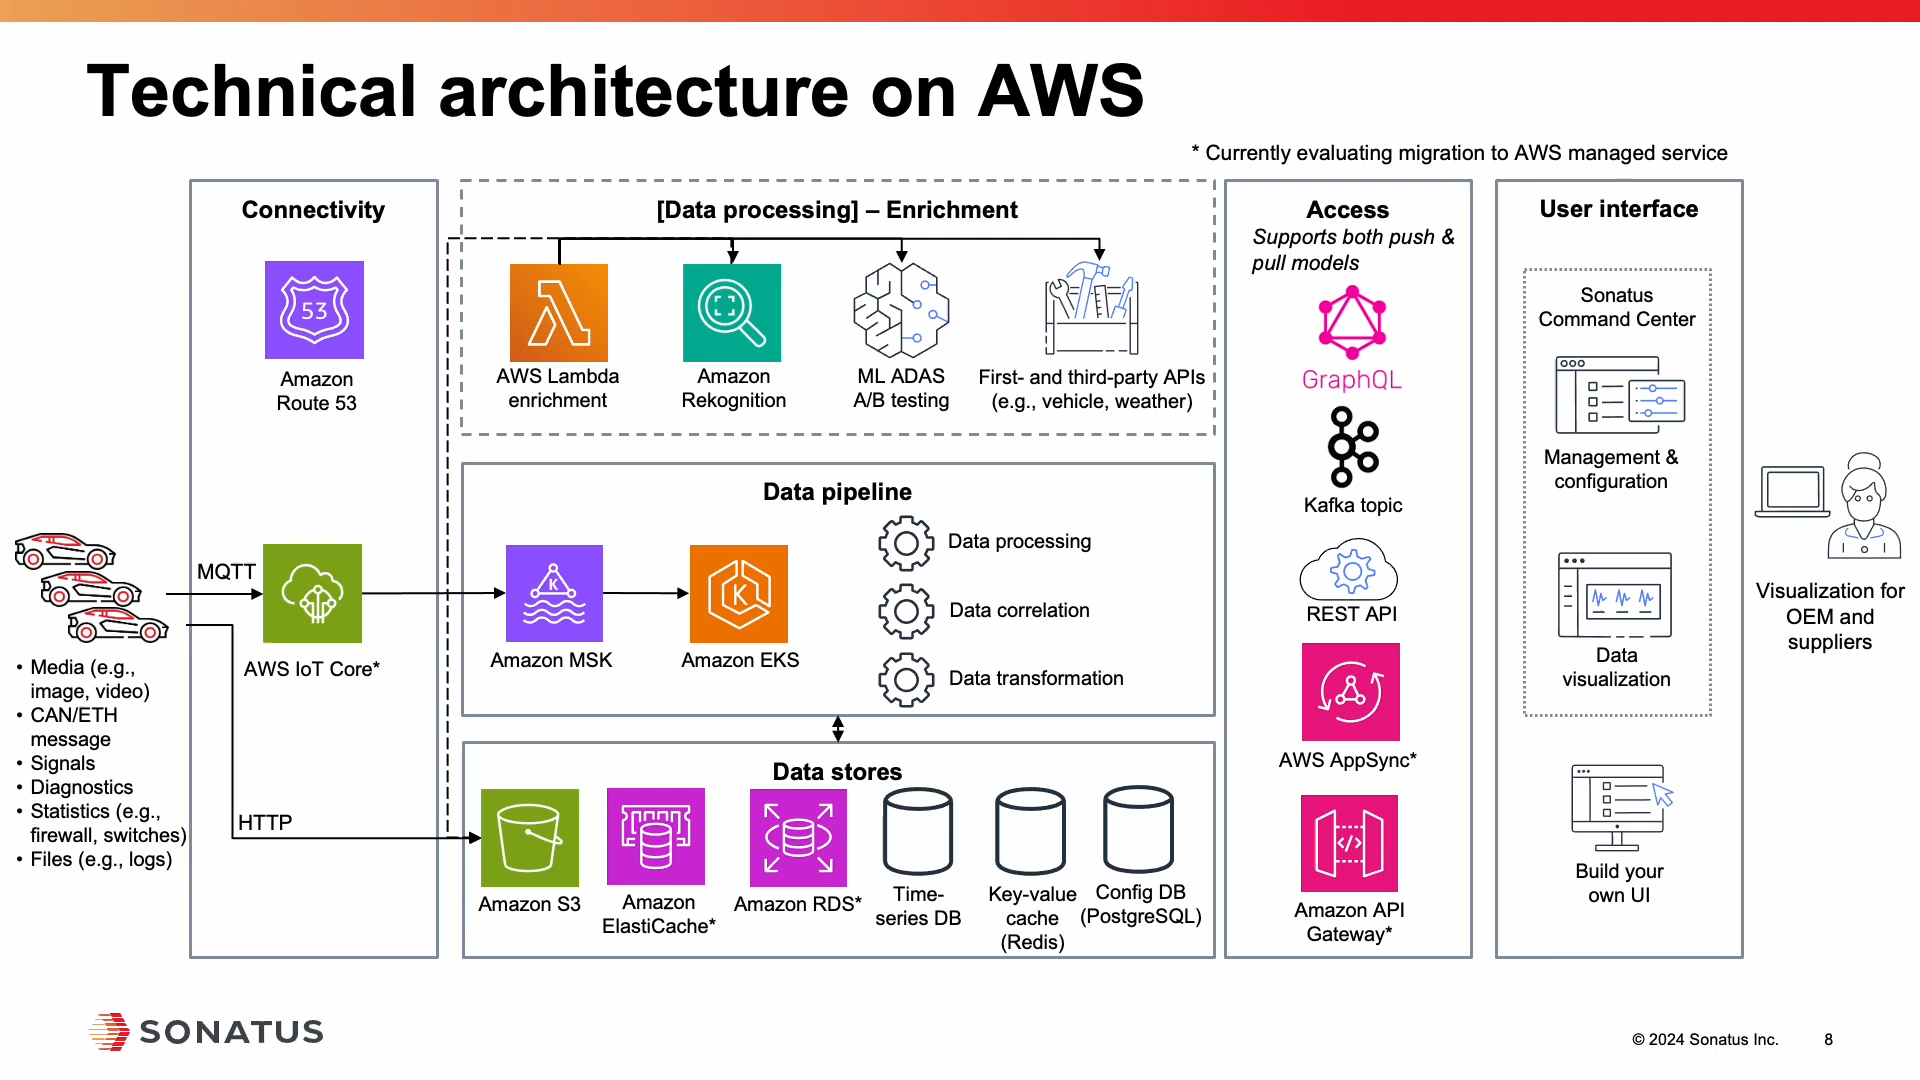 Technical architecture on AWS
* Currently evaluating migration to AWS managed service
Connectivity
53
Amazon
Route 53
MQTT
AWS IoT Core*
HTTP
• Media (e.g.,
image, video)
• CAN/ETH
message
• Signals
• Diagnostics
• Statistics (e.g.,
firewall, switches)
• Files (e.g., logs)
[Data processing] – Enrichment
AWS Lambda
enrichment
Amazon
Rekognition
ML ADAS
A/B testing
First- and third-party APIs
(e.g., vehicle, weather)
Data pipeline
K
Amazon MSK
K
Amazon EKS
Data processing
Data correlation
Data transformation
Data stores
Amazon S3
Amazon
ElastiCache*
Amazon RDS*
Time-
series DB
Key-value
cache
(Redis)
Config DB
(PostgreSQL)
Access
Supports both push &
pull models
GraphQL
Kafka topic
REST API
AWS AppSync*
</>
Amazon API
Gateway*
User interface
Sonatus
Command Center
Management &
configuration
Data
visualization
Build your
own UI
Visualization for
OEM and
suppliers
SONATUS
© 2024 Sonatus Inc.
8